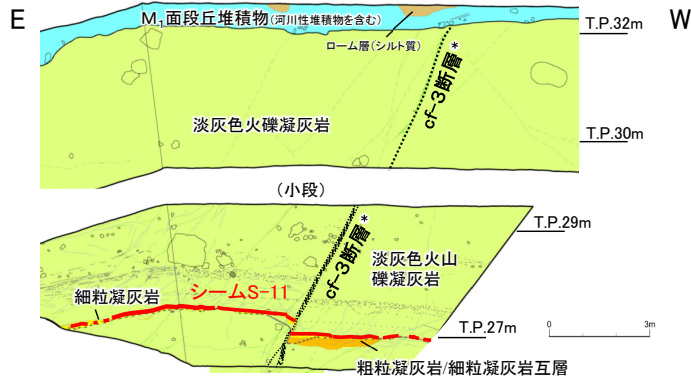 E
W
M₁面段丘堆積物(河川性堆積物を含む)
ローム層(シルト質)
T.P.32m
cf-3断層*
淡灰色火礫凝灰岩
T.P.30m
(小段)
T.P.29m
cf-3断層*
淡灰色火山
礫凝灰岩
シームS-11
細粒凝灰岩
T.P.27m
0 3m
粗粒凝灰岩/細粒凝灰岩互層